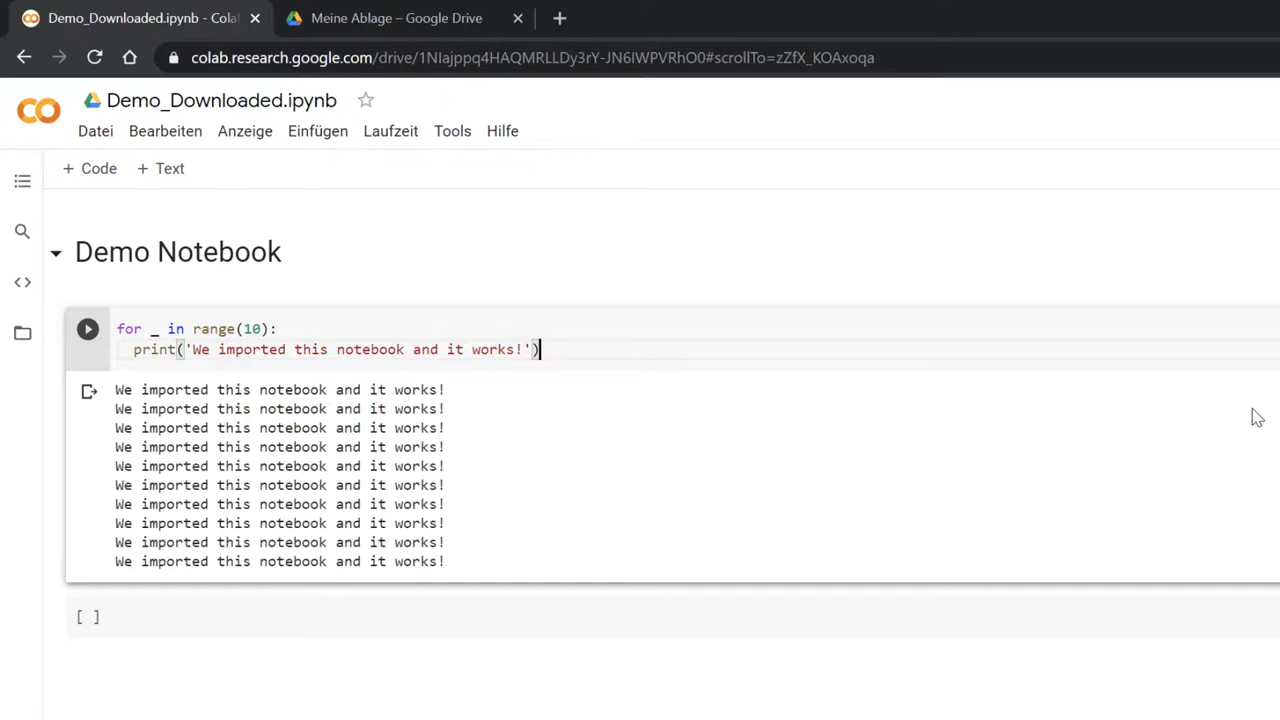 Demo_Downloaded.ipynb - Cola
Meine Ablage – Google Drive
colab.research.google.com/drive/1NIajppq4HAQMRLLDy3rY-JN6IWPVRhO0#scrollTo=zZfX_KOAxoqa
CO
Demo_Downloaded.ipynb
Datei Bearbeiten Anzeige Einfügen Laufzeit Tools Hilfe
+ Code + Text
Demo Notebook
for _ in range(10):
print('We imported this notebook and it works!')
We imported this notebook and it works!
We imported this notebook and it works!
We imported this notebook and it works!
We imported this notebook and it works!
We imported this notebook and it works!
We imported this notebook and it works!
We imported this notebook and it works!
We imported this notebook and it works!
We imported this notebook and it works!
We imported this notebook and it works!
[ ]